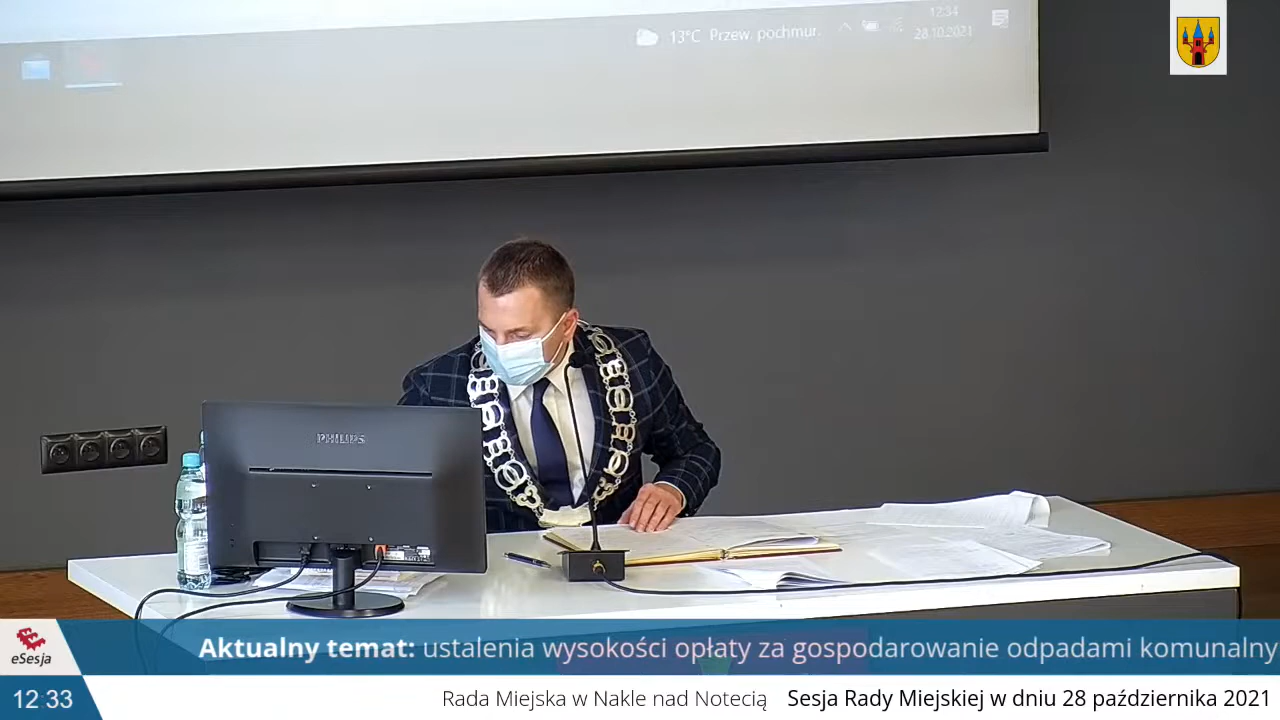 12:34
13°C Przew. pochmur.
28.10.2021
PHILIPS
Aktualny temat: ustalenia wysokości opłaty za gospodarowanie odpadami komunalny
eSesja
12:33
Rada Miejska w Nakle nad Notecią Sesja Rady Miejskiej w dniu 28 października 2021